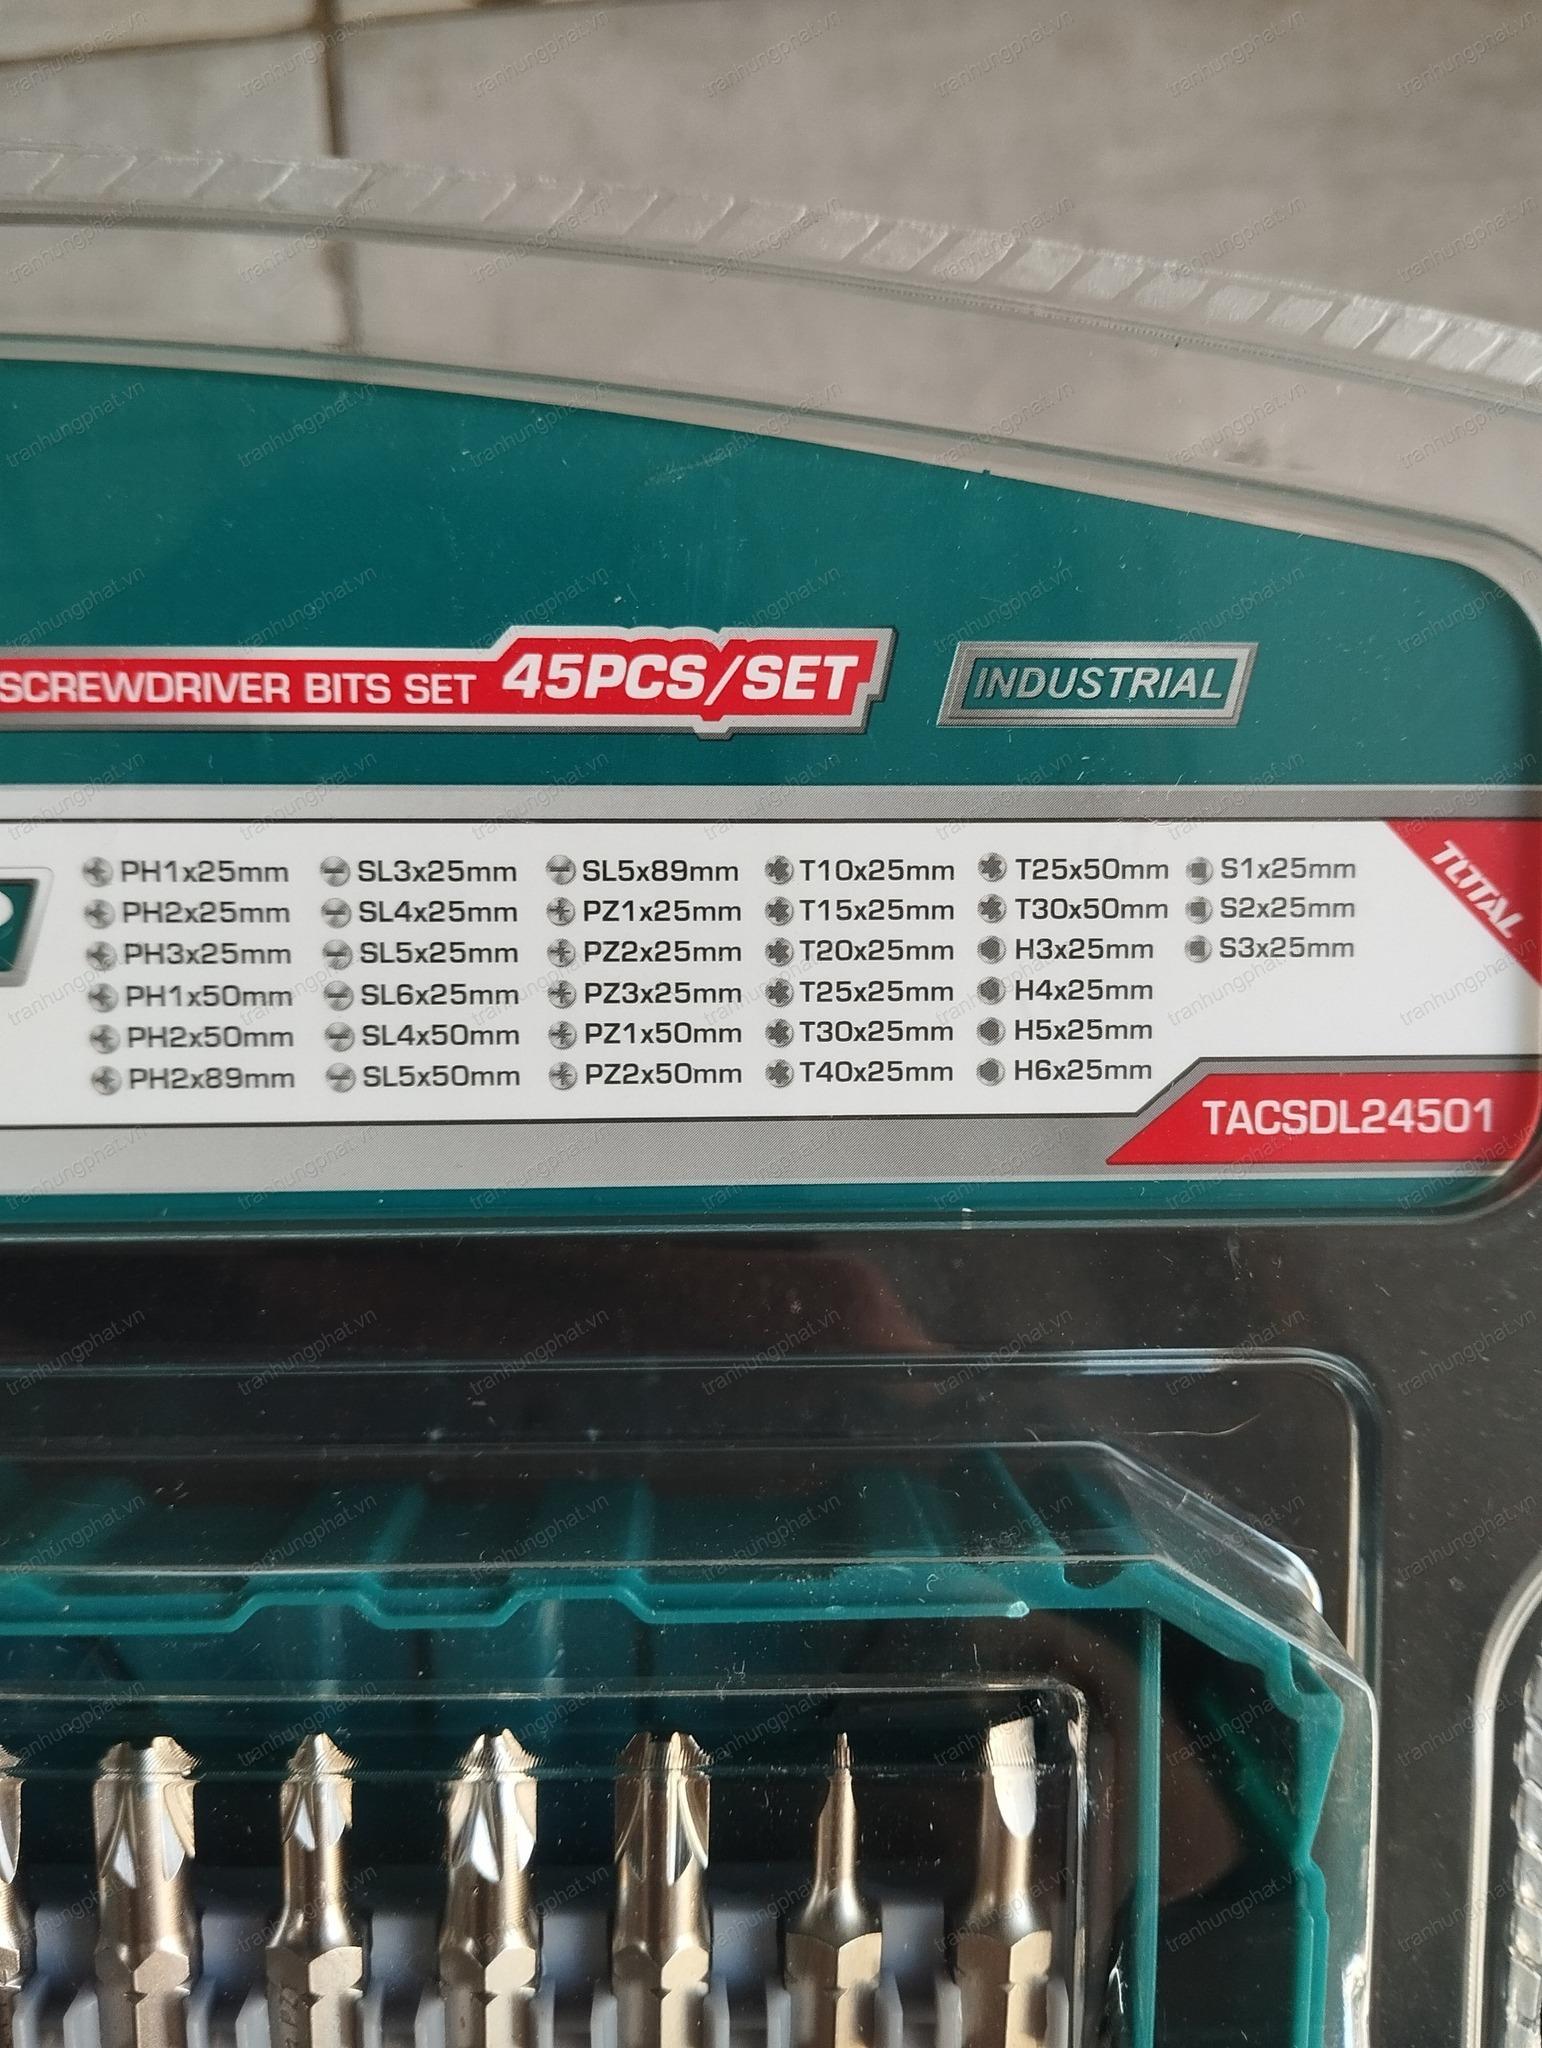 SCREWDRIVER BITS SET 45PCS/SET
INDUSTRIAL
PH1x25mm
PH2x25mm
PH3x25mm
PH1x50mm
PH2x50mm
PH2x89mm
SL3x25mm
SL4x25mm
SL5x25mm
SL6x25mm
SL4x50mm
SL5x50mm
SL5x89mm
PZ1x25mm
PZ2x25mm
PZ3x25mm
PZ1x50mm
PZ2x50mm
T10x25mm
T15x25mm
T20x25mm
T25x25mm
T30x25mm
T40x25mm
T25x50mm
T30x50mm
H3x25mm
H4x25mm
H5x25mm
H6x25mm
S1x25mm
S2x25mm
S3x25mm
TOTAL
TACSDL24501
tranhungphat.vn